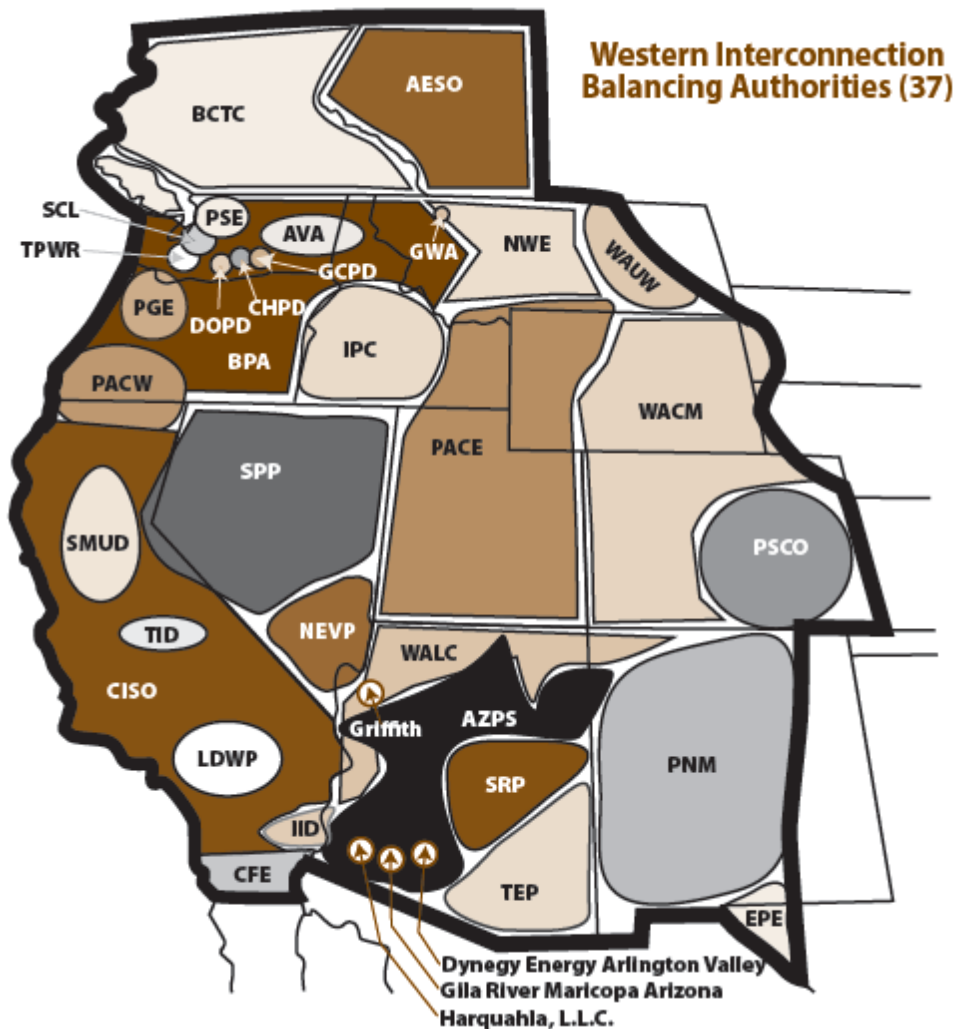 Western Interconnection
Balancing Authorities (37)
AESO
BCTC
SCL
PSE
TPWR
AVA
GWA
NWE
WAUW
GCPD
PGE
CHPD
DOPD
IPC
BPA
PACW
WACM
PACE
SPP
SMUD
PSCO
TID
NEVP
WALC
CISO
AZPS
Griffith
LDWP
PNM
SRP
IID
CFE
TEP
EPE
Dynegy Energy Arlington Valley
Gila River Maricopa Arizona
Harquahla, L.L.C.